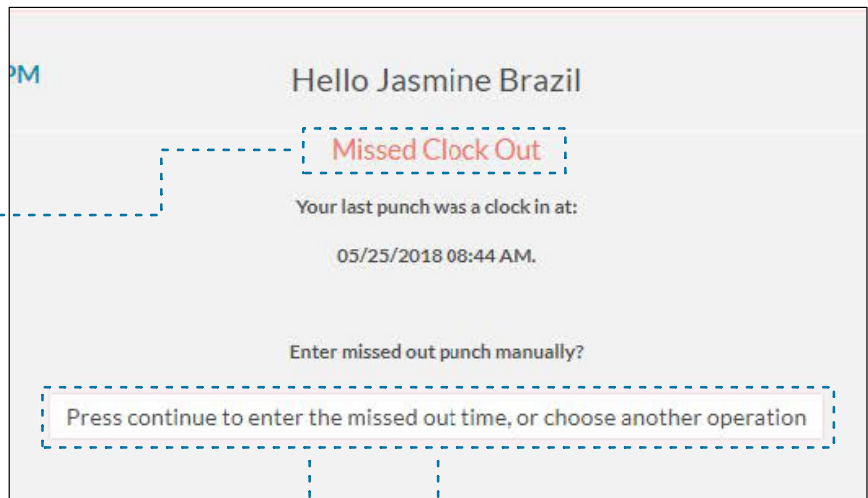 PM
Hello Jasmine Brazil
Missed Clock Out
Your last punch was a clock in at:
05/25/2018 08:44 AM.
Enter missed out punch manually?
Press continue to enter the missed out time, or choose another operation